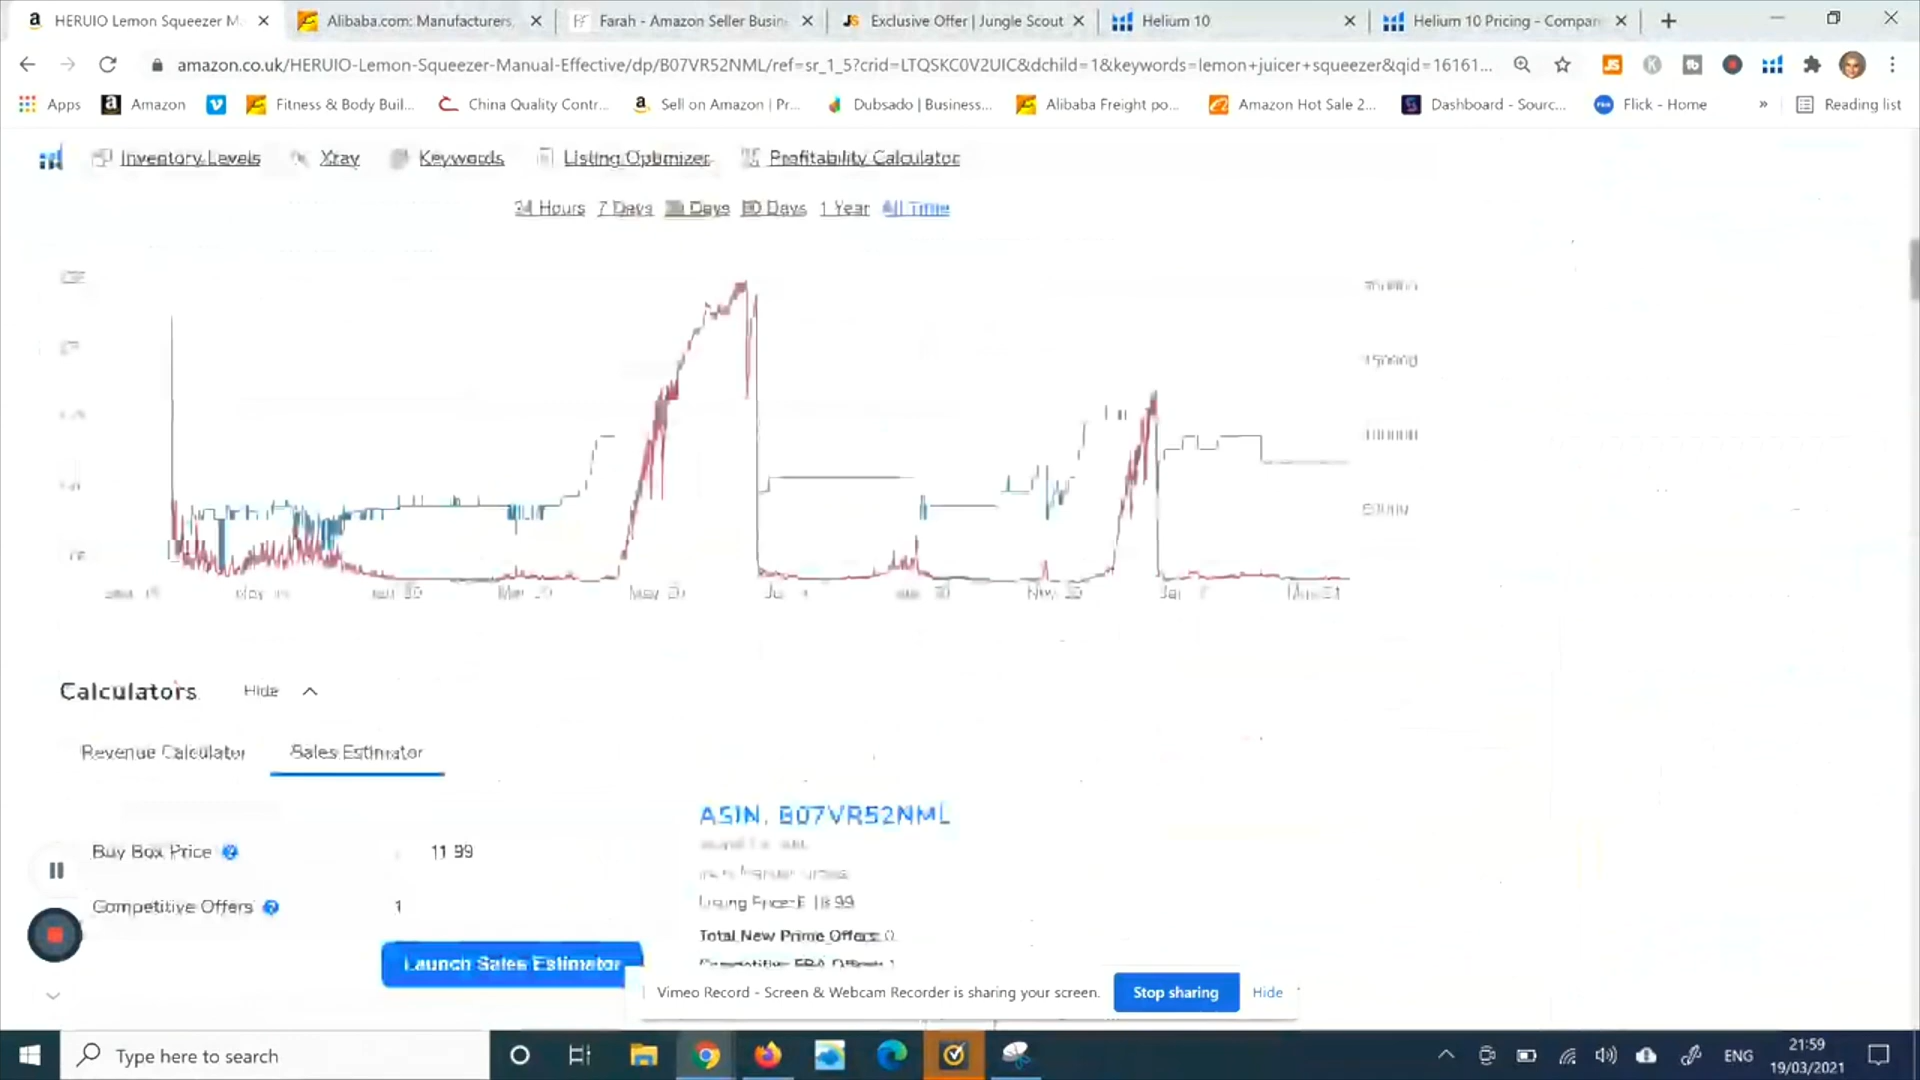 HERUIO Lemon Squeezer M
Alibaba.com: Manufacturers,
Farah - Amazon Seller Busin
Exclusive Offer | Jungle Scout
Helium 10
Helium 10 Pricing - Compar
amazon.co.uk/HERUIO-Lemon-Squeezer-Manual-Effective/dp/B07VR52NML/ref=sr_1_5?crid=LTQSKC0V2UIC&dchild=1&keywords=lemon+juicer+squeezer&qid=16161...
Apps
Amazon
Fitness & Body Buil...
China Quality Contr...
Sell on Amazon | Pr...
Dubsado | Business...
Alibaba Freight po...
Amazon Hot Sale 2...
Dashboard - Sourc...
Flick - Home
»
Reading list
Inventory Levels
Xray
Keywords
Listing Optimizer
Profitability Calculator
24 Hours 7 Days 30 Days 90 Days 1 Year All Time
Calculators
Hide
Revenue Calculator
Sales Estimator
ASIN. B07VR52NML
Buy Box Price
11.99
Competitive Offers
1
Total New Prime Offers: 0
Launch Sales Estimator
Vimeo Record - Screen & Webcam Recorder is sharing your screen.
Stop sharing
Hide
Type here to search
ENG
21:59
19/03/2021